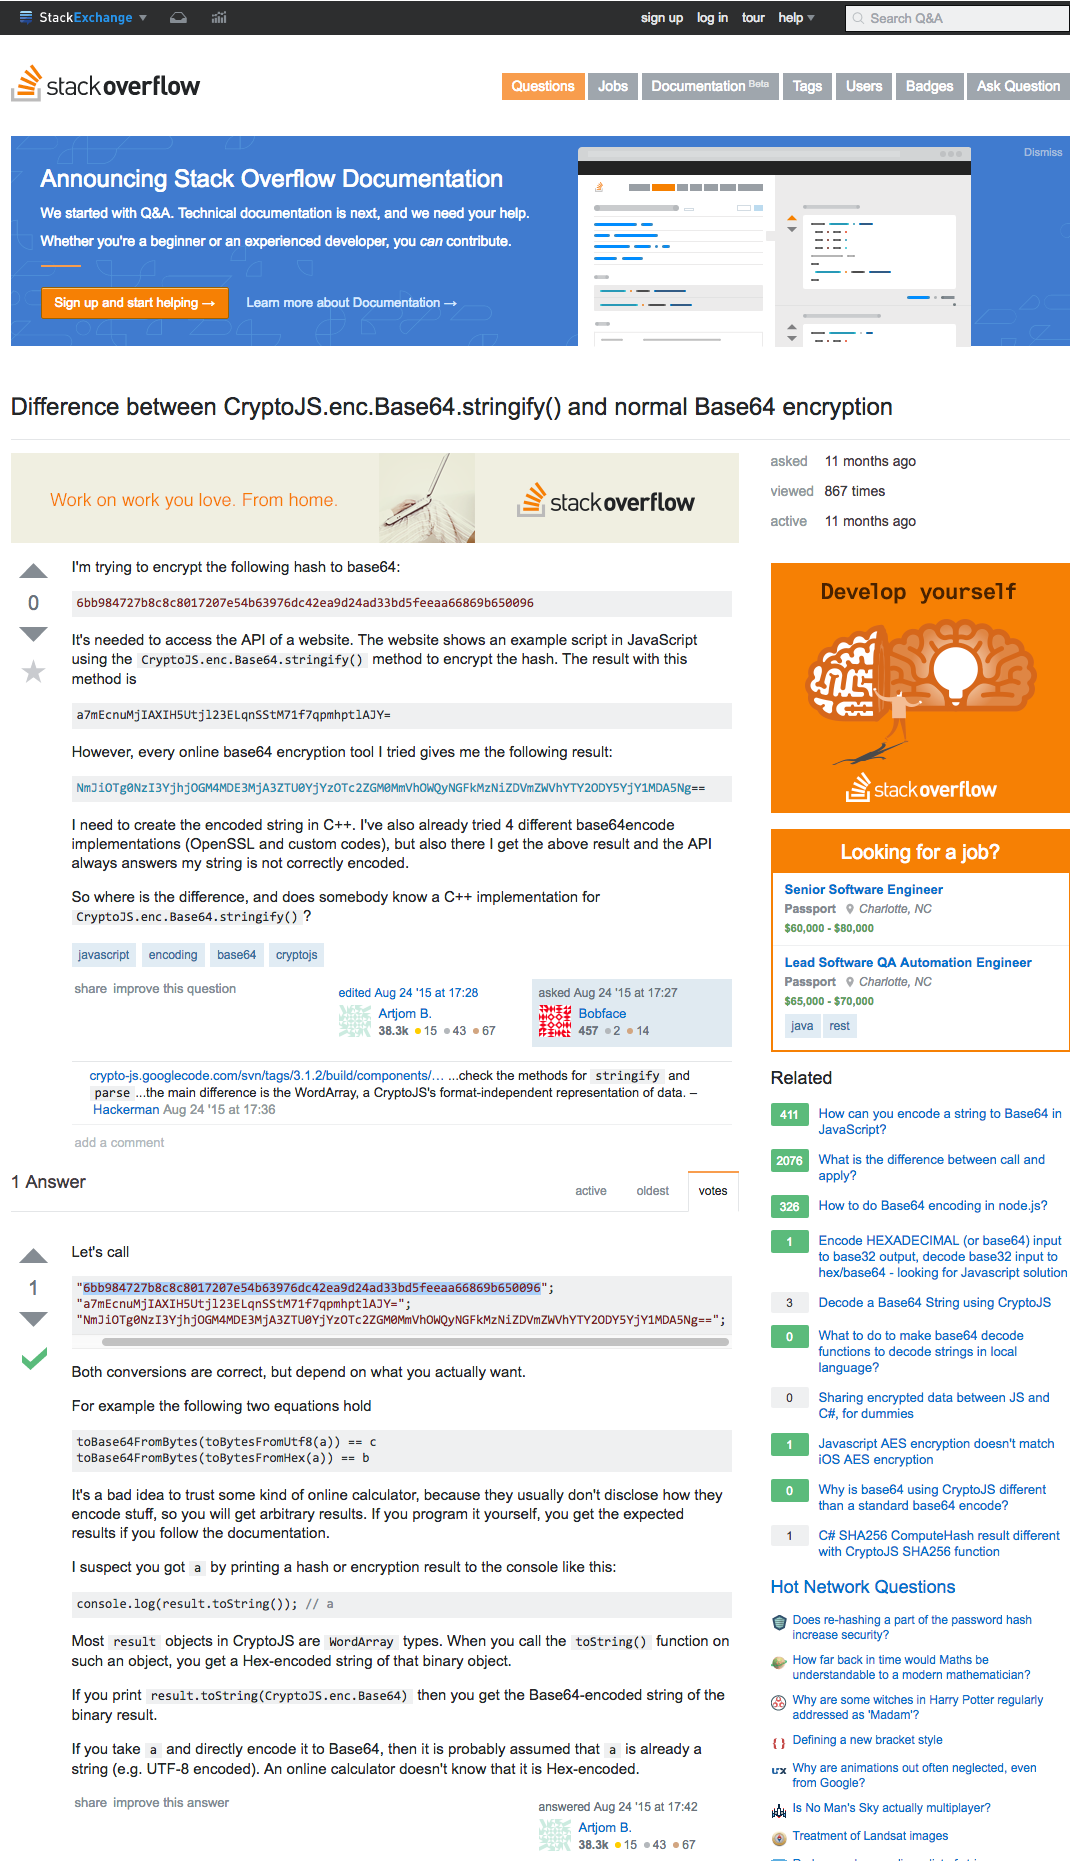 StackExchange
sign up log in tour help
Search Q&A
stackoverflow
Questions Jobs Documentation Beta Tags Users Badges Ask Question
Dismiss
Announcing Stack Overflow Documentation
We started with Q&A. Technical documentation is next, and we need your help.
Whether you're a beginner or an experienced developer, you can contribute.
Sign up and start helping → Learn more about Documentation →
Difference between CryptoJS.enc.Base64.stringify() and normal Base64 encryption
Work on work you love. From home.
stackoverflow
asked 11 months ago
viewed 867 times
active 11 months ago
I'm trying to encrypt the following hash to base64:
0
6bb984727b8c8c8017207e54b63976dc42ea9d24ad33bd5feeaa66869b650096
It's needed to access the API of a website. The website shows an example script in JavaScript
using the CryptoJS.enc.Base64.stringify() method to encrypt the hash. The result with this
method is
a7mEcnuMjIAXIH5Utjl23ELqnSStM71f7qpmhptlAJY=
However, every online base64 encryption tool I tried gives me the following result:
NmJiOTg0NzI3YjhjOGM4MDE3MjA3ZTU0YjYzOTc2ZGM0MmVhOWQyNGFkMzNiZDVmZWVhYTY2ODY5YjY1MDA5Ng==
I need to create the encoded string in C++. I've also already tried 4 different base64encode
implementations (OpenSSL and custom codes), but also there I get the above result and the API
always answers my string is not correctly encoded.
So where is the difference, and does somebody know a C++ implementation for
CryptoJS.enc.Base64.stringify() ?
javascript encoding base64 cryptojs
share improve this question
edited Aug 24 '15 at 17:28
Artjom B.
38.3k 15 43 67
asked Aug 24 '15 at 17:27
Bobface
457 2 14
crypto-js.googlecode.com/svn/tags/3.1.2/build/components/… ...check the methods for stringify and
parse ...the main difference is the WordArray, a CryptoJS's format-independent representation of data. –
Hackerman Aug 24 '15 at 17:36
add a comment
1 Answer
active oldest votes
Let's call
1
"6bb984727b8c8c8017207e54b63976dc42ea9d24ad33bd5feeaa66869b650096";
"a7mEcnuMjIAXIH5Utjl23ELqnSStM71f7qpmhptlAJY=";
"NmJiOTg0NzI3YjhjOGM4MDE3MjA3ZTU0YjYzOTc2ZGM0MmVhOWQyNGFkMzNiZDVmZWVhYTY2ODY5YjY1MDA5Ng==";
Both conversions are correct, but depend on what you actually want.
For example the following two equations hold
toBase64FromBytes(toBytesFromUtf8(a)) == c
toBase64FromBytes(toBytesFromHex(a)) == b
It's a bad idea to trust some kind of online calculator, because they usually don't disclose how they
encode stuff, so you will get arbitrary results. If you program it yourself, you get the expected
results if you follow the documentation.
I suspect you got a by printing a hash or encryption result to the console like this:
console.log(result.toString()); // a
Most result objects in CryptoJS are WordArray types. When you call the toString() function on
such an object, you get a Hex-encoded string of that binary object.
If you print result.toString(CryptoJS.enc.Base64) then you get the Base64-encoded string of the
binary result.
If you take a and directly encode it to Base64, then it is probably assumed that a is already a
string (e.g. UTF-8 encoded). An online calculator doesn't know that it is Hex-encoded.
share improve this answer
answered Aug 24 '15 at 17:42
Artjom B.
38.3k 15 43 67
Develop yourself
stackoverflow
Looking for a job?
Senior Software Engineer
Passport Charlotte, NC
$60,000 - $80,000
Lead Software QA Automation Engineer
Passport Charlotte, NC
$65,000 - $70,000
java rest
Related
411 How can you encode a string to Base64 in
JavaScript?
2076 What is the difference between call and
apply?
326 How to do Base64 encoding in node.js?
1 Encode HEXADECIMAL (or base64) input
to base32 output, decode base32 input to
hex/base64 - looking for Javascript solution
3 Decode a Base64 String using CryptoJS
0 What to do to make base64 decode
functions to decode strings in local
language?
0 Sharing encrypted data between JS and
C#, for dummies
1 Javascript AES encryption doesn't match
iOS AES encryption
0 Why is base64 using CryptoJS different
than a standard base64 encode?
1 C# SHA256 ComputeHash result different
with CryptoJS SHA256 function
Hot Network Questions
Does re-hashing a part of the password hash
increase security?
How far back in time would Maths be
understandable to a modern mathematician?
Why are some witches in Harry Potter regularly
addressed as 'Madam'?
Defining a new bracket style
Why are animations out often neglected, even
from Google?
Is No Man's Sky actually multiplayer?
Treatment of Landsat images